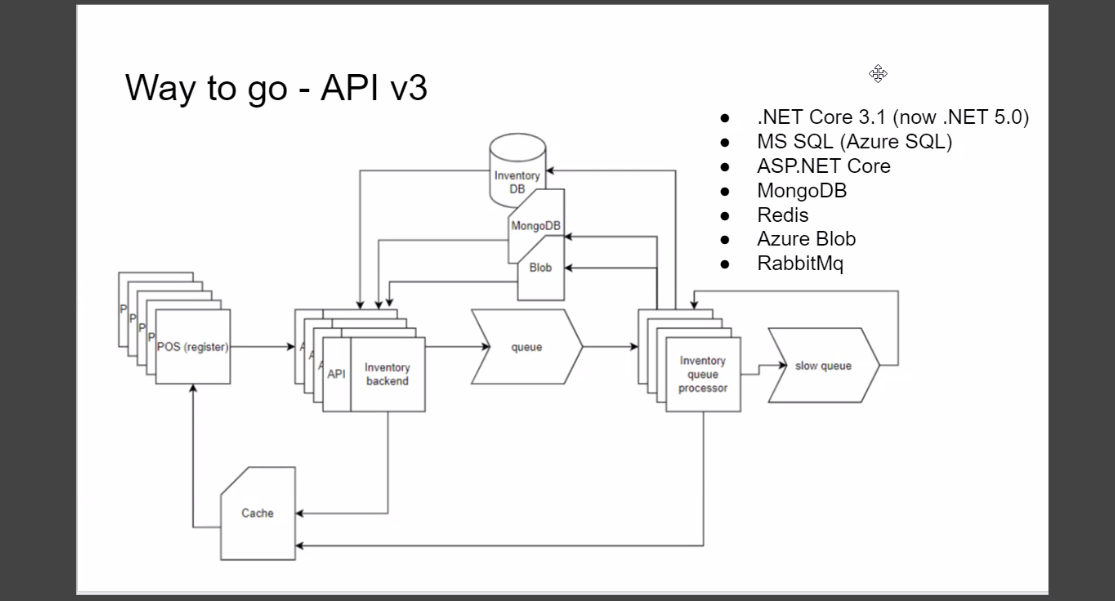 Way to go - API v3
● .NET Core 3.1 (now .NET 5.0)
● MS SQL (Azure SQL)
● ASP.NET Core
● MongoDB
● Redis
● Azure Blob
● RabbitMq
Inventory
DB
MongoDB
Blob
P
P
P
P
POS (register)
A
A
A
API
Inventory
backend
queue
Inventory
queue
processor
slow queue
Cache